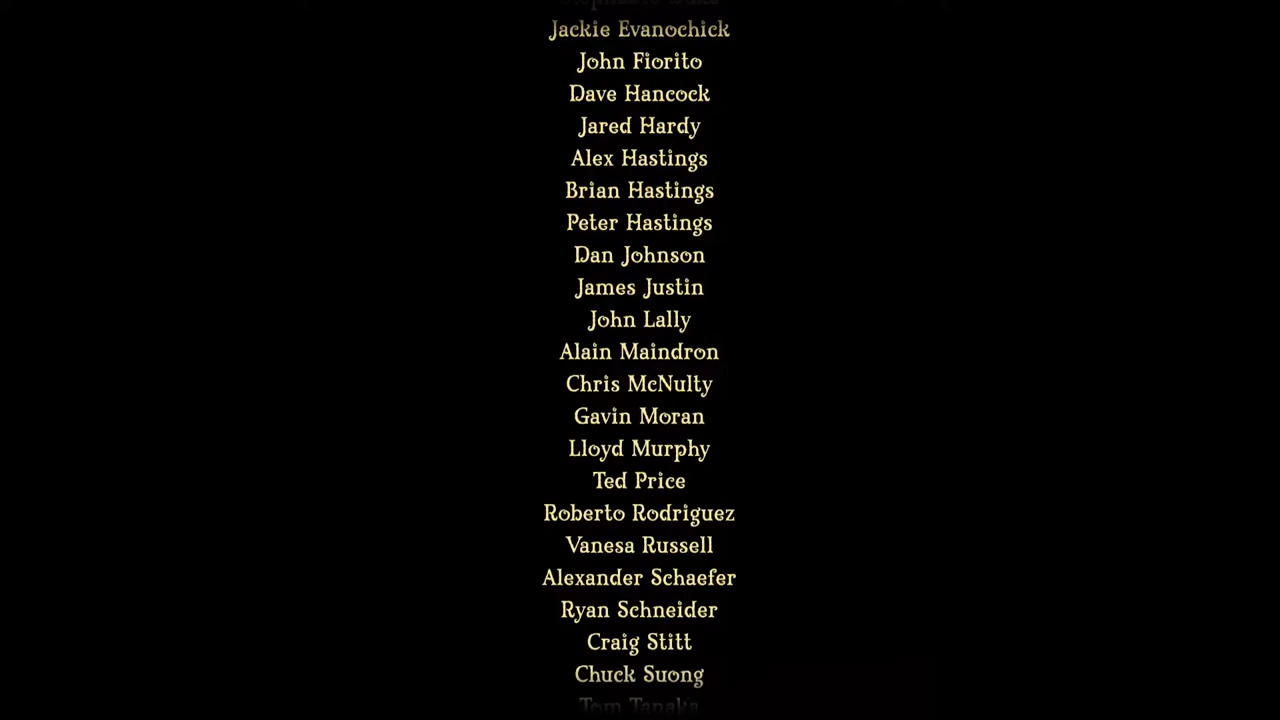 Jackie Evanochick
John Fiorito
Dave Hancock
Jared Hardy
Alex Hastings
Brian Hastings
Peter Hastings
Dan Johnson
James Justin
John Lally
Alain Maindron
Chris McNulty
Gavin Moran
Lloyd Murphy
Ted Price
Roberto Rodriguez
Vanesa Russell
Alexander Schaefer
Ryan Schneider
Craig Stitt
Chuck Suong
Tom Tanaka